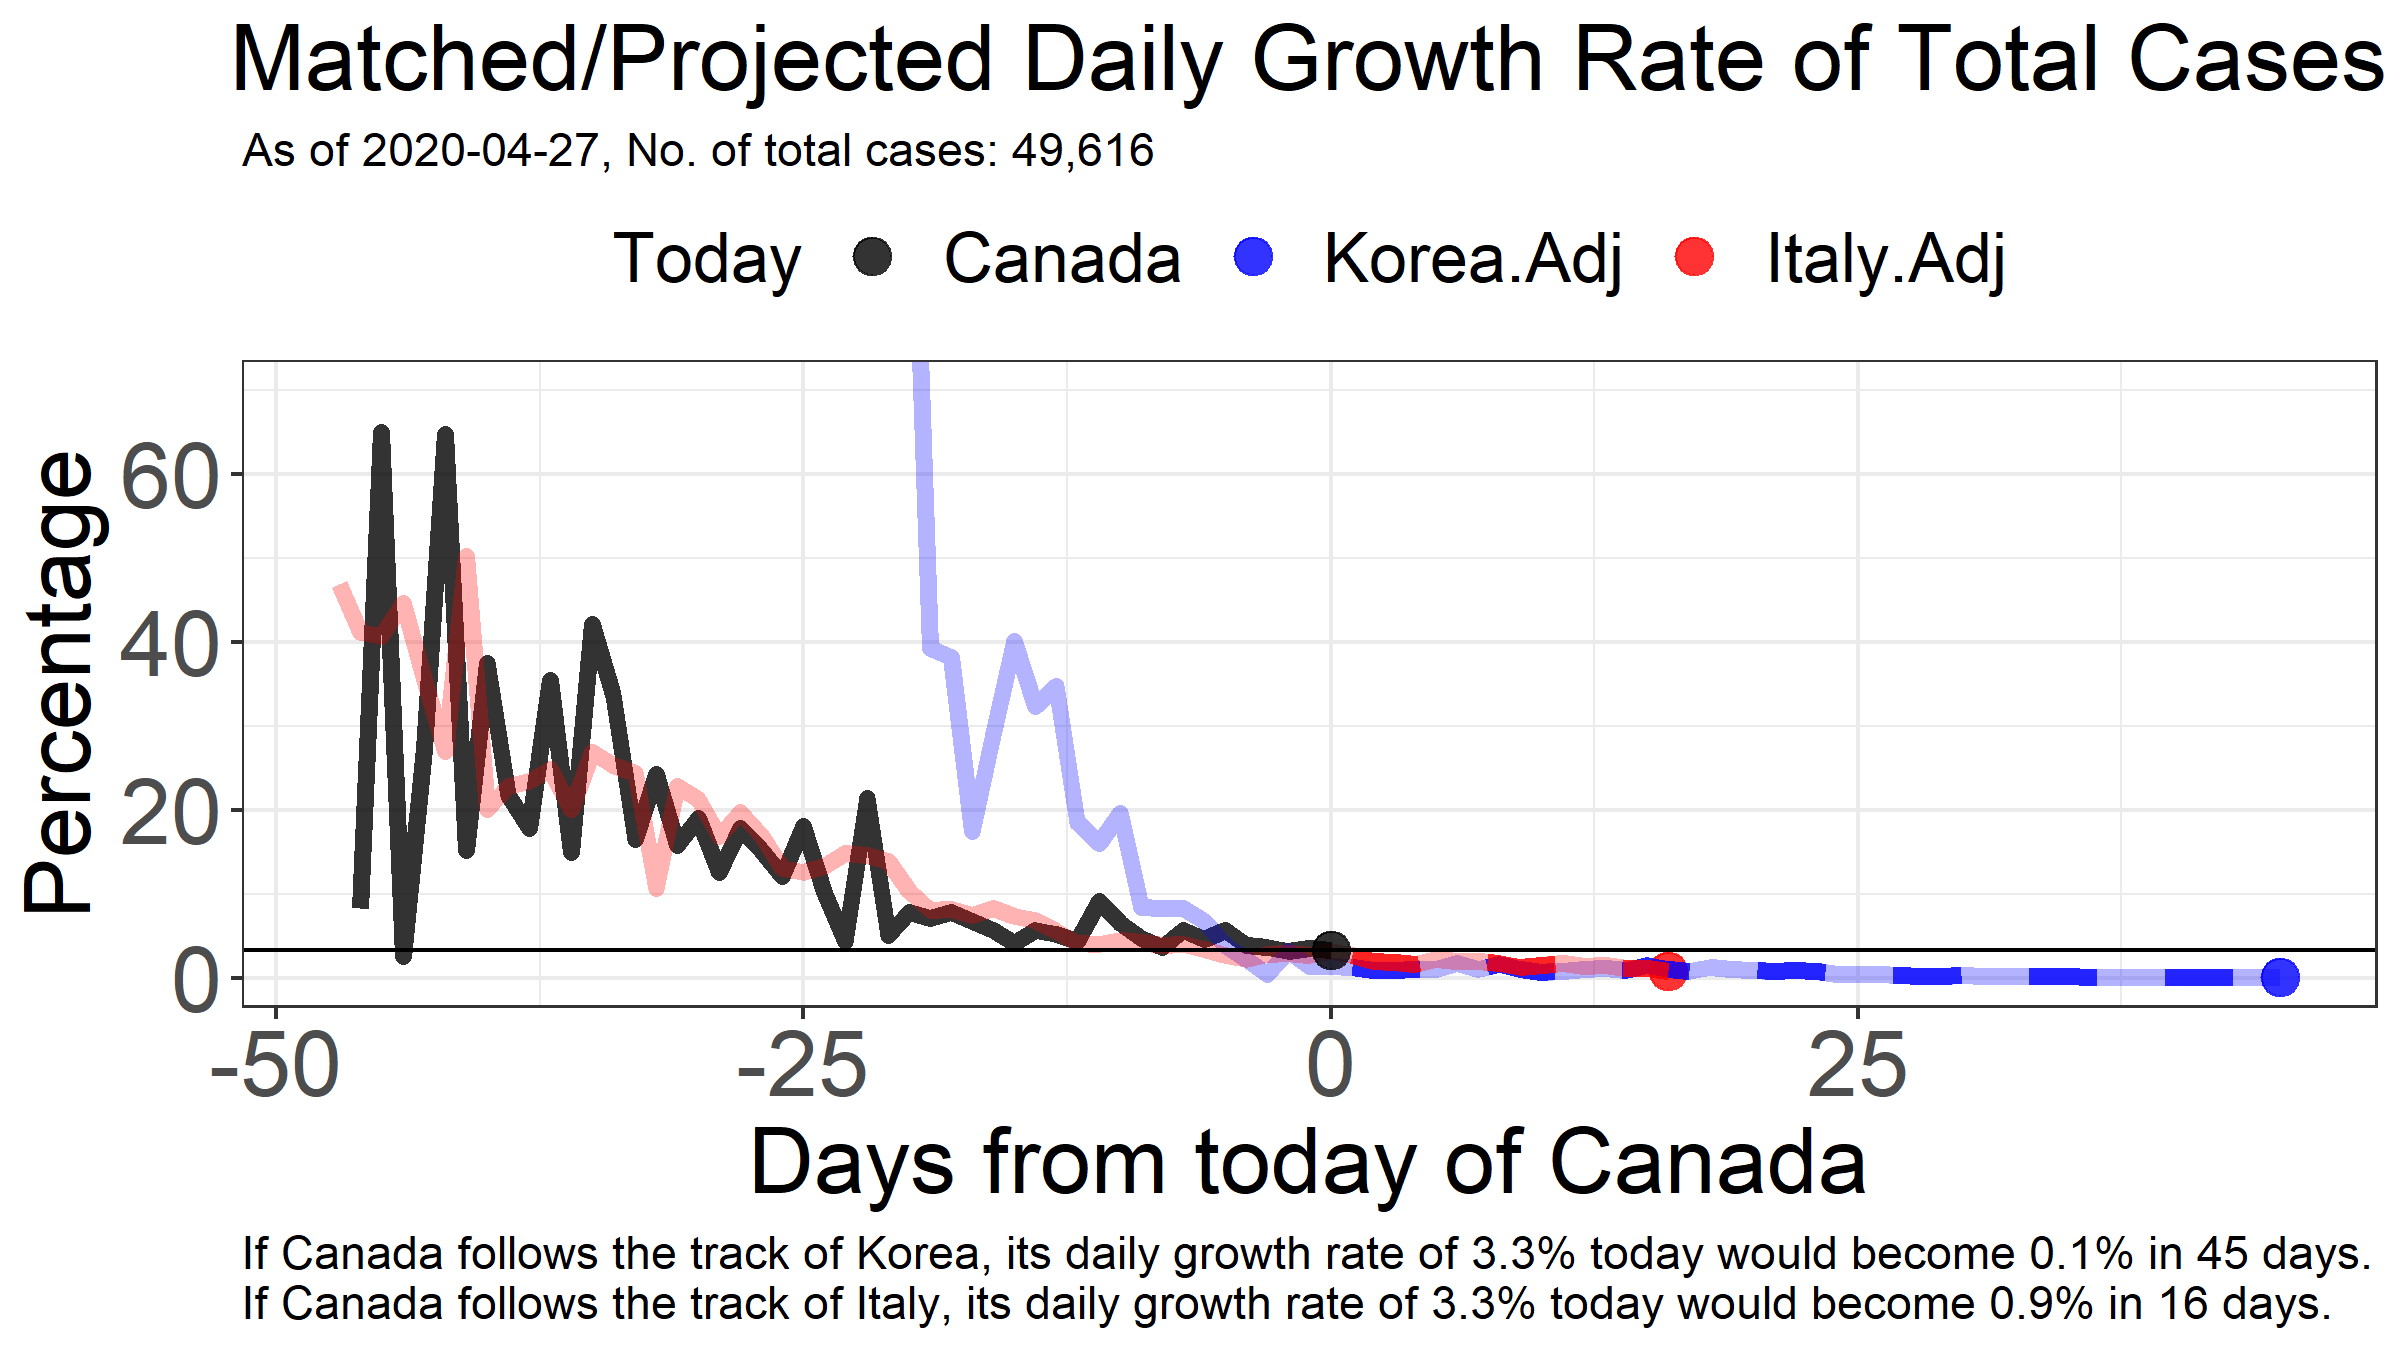 Matched/Projected Daily Growth Rate of Total Cases
As of 2020-04-27, No. of total cases: 49,616
Today Canada Korea.Adj Italy.Adj
Percentage
60
40
20
0
-50 -25 0 25
Days from today of Canada
If Canada follows the track of Korea, its daily growth rate of 3.3% today would become 0.1% in 45 days.
If Canada follows the track of Italy, its daily growth rate of 3.3% today would become 0.9% in 16 days.